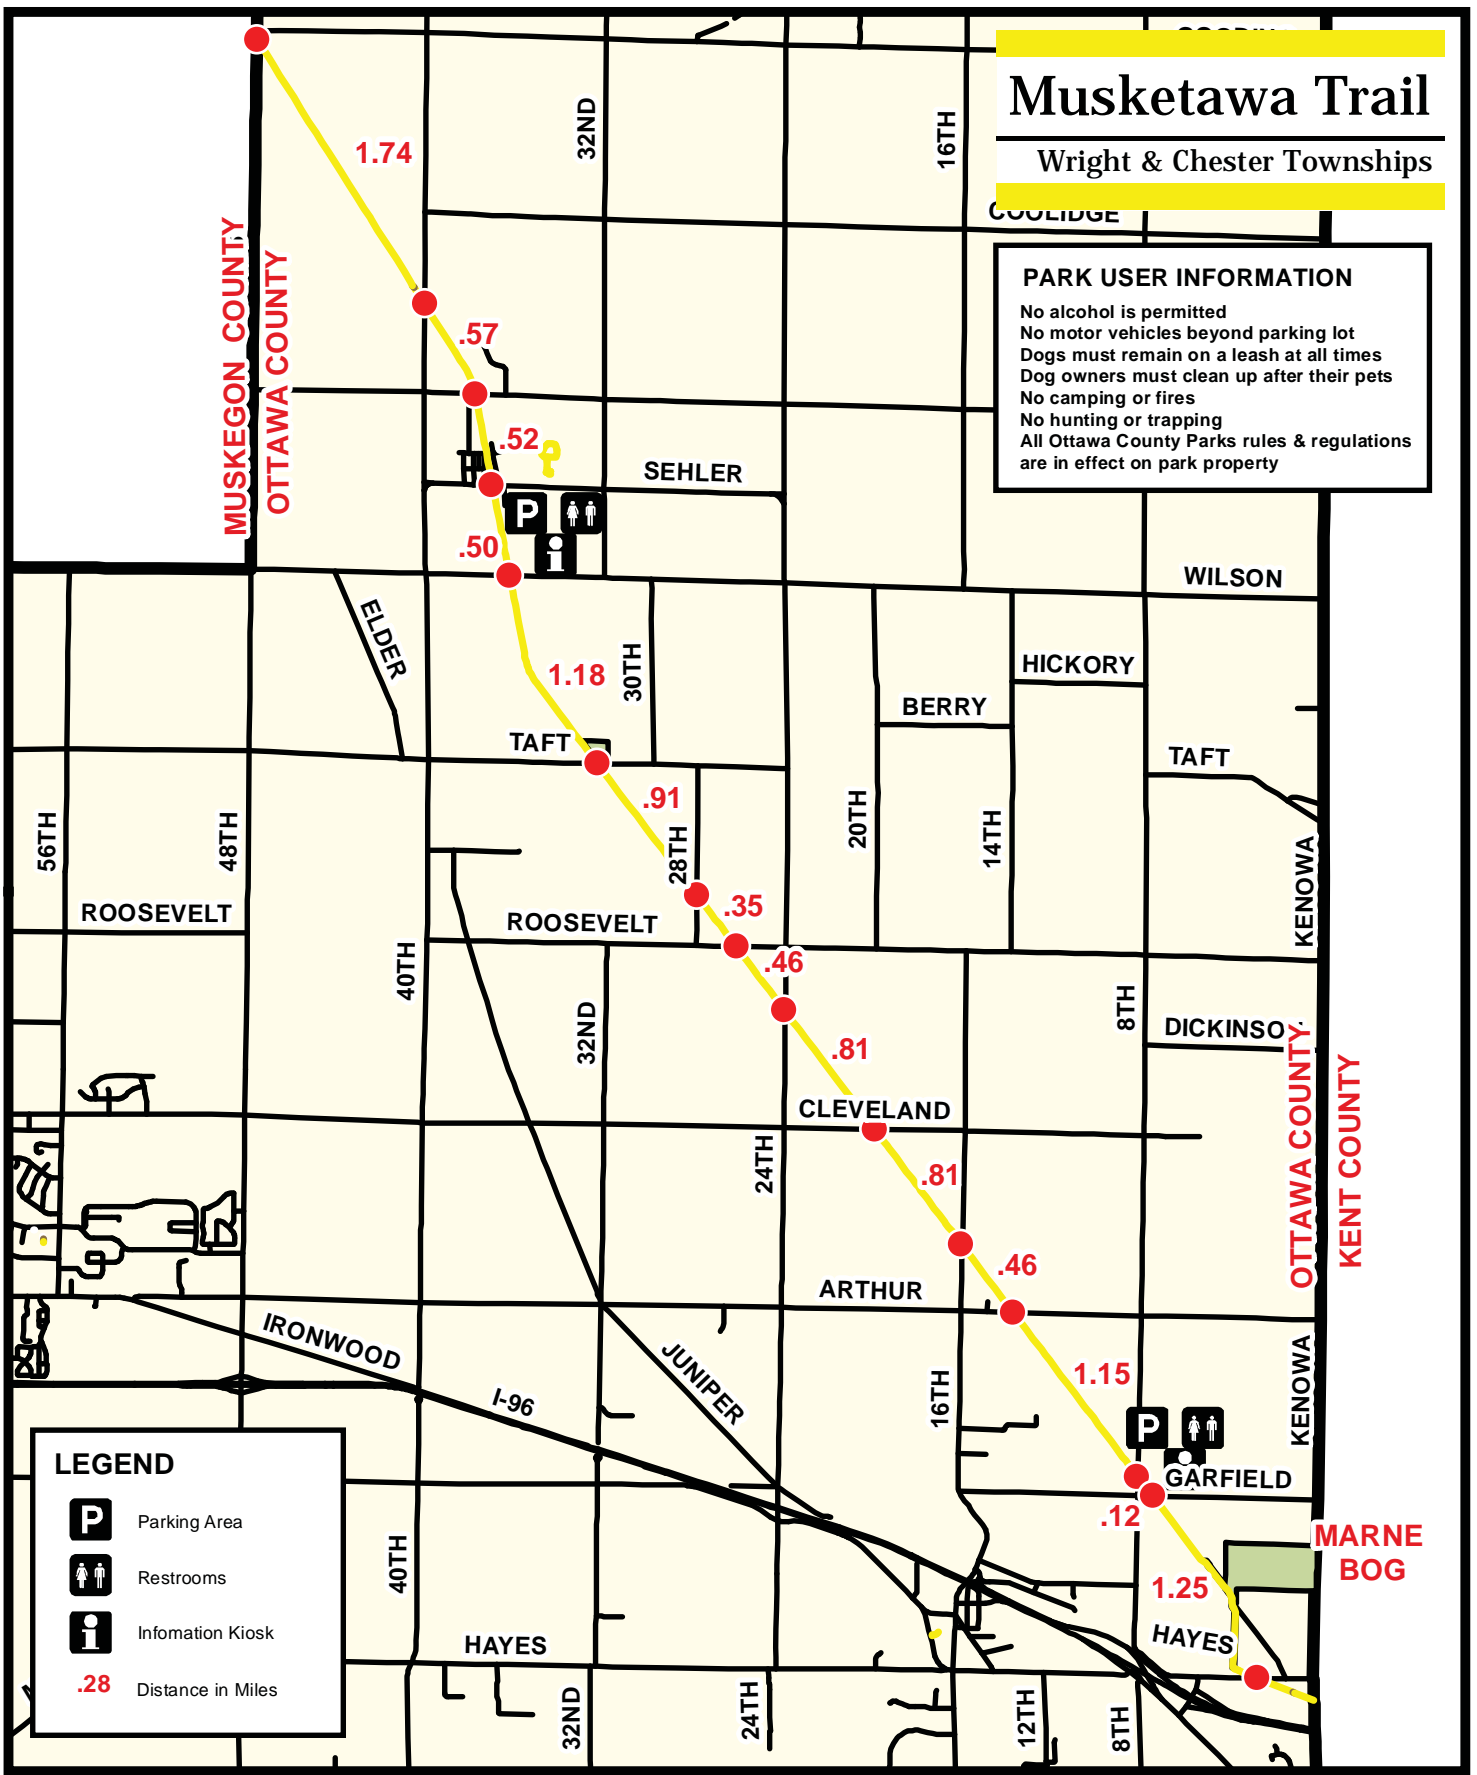 Musketawa Trail
Wright & Chester Townships
COOLIDGE
PARK USER INFORMATION
No alcohol is permitted
No motor vehicles beyond parking lot
Dogs must remain on a leash at all times
Dog owners must clean up after their pets
No camping or fires
No hunting or trapping
All Ottawa County Parks rules & regulations
are in effect on park property
32ND
16TH
1.74
MUSKEGON COUNTY
OTTAWA COUNTY
.57
.52
SEHLER
P
.50
WILSON
ELDER
1.18
30TH
HICKORY
BERRY
TAFT
TAFT
.91
56TH
48TH
28TH
20TH
14TH
KENOWA
ROOSEVELT
ROOSEVELT
.35
.46
40TH
32ND
8TH
DICKINSO
.81
CLEVELAND
OTTAWA COUNTY
KENT COUNTY
24TH
.81
.46
ARTHUR
IRONWOOD
JUNIPER
I-96
1.15
16TH
KENOWA
P
GARFIELD
.12
MARNE
BOG
1.25
40TH
HAYES
HAYES
32ND
24TH
12TH
8TH
LEGEND
P Parking Area
Restrooms
Infomation Kiosk
.28 Distance in Miles